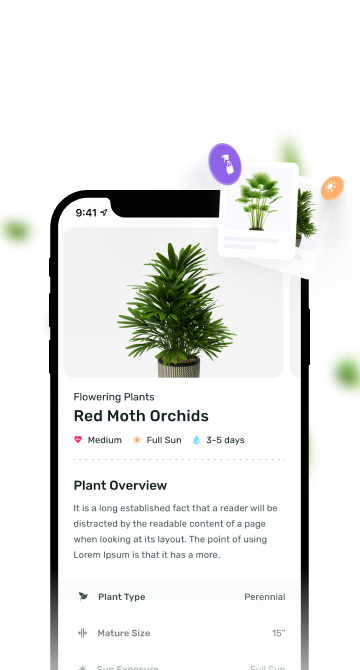 9:41
Flowering Plants
Red Moth Orchids
Medium Full Sun 3-5 days
Plant Overview
It is a long established fact that a reader will be
distracted by the readable content of a page
when looking at its layout. The point of using
Lorem Ipsum is that it has a more.
Plant Type Perennial
Mature Size 15"
Sun Exposure Full Sun